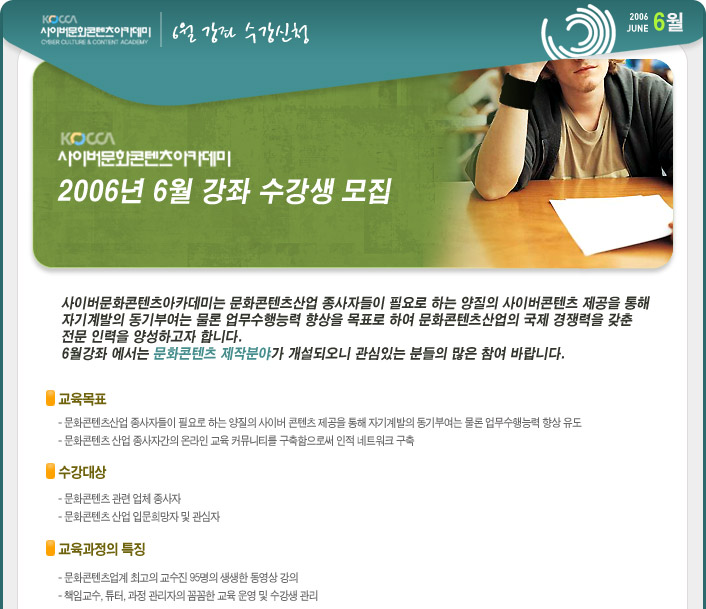 KOCCA
사이버문화콘텐츠아카데미
CYBER CULTURE & CONTENT ACADEMY
6월 강좌 수강신청
2006
JUNE
6월
KOCCA
사이버문화콘텐츠아카데미
2006년 6월 강좌 수강생 모집
사이버문화콘텐츠아카데미는 문화콘텐츠산업 종사자들이 필요로 하는 양질의 사이버콘텐츠 제공을 통해
자기계발의 동기부여는 물론 업무수행능력 향상을 목표로 하여 문화콘텐츠산업의 국제 경쟁력을 갖춘
전문 인력을 양성하고자 합니다.
6월강좌 에서는 문화콘텐츠 제작분야가 개설되오니 관심있는 분들의 많은 참여 바랍니다.
교육목표
- 문화콘텐츠산업 종사자들이 필요로 하는 양질의 사이버 콘텐츠 제공을 통해 자기계발의 동기부여는 물론 업무수행능력 향상 유도
- 문화콘텐츠 산업 종사자간의 온라인 교육 커뮤니티를 구축함으로써 인적 네트워크 구축
수강대상
- 문화콘텐츠 관련 업체 종사자
- 문화콘텐츠 산업 입문희망자 및 관심자
교육과정의 특징
- 문화콘텐츠업계 최고의 교수진 95명의 생생한 동영상 강의
- 책임교수, 튜터, 과정 관리자의 꼼꼼한 교육 운영 및 수강생 관리